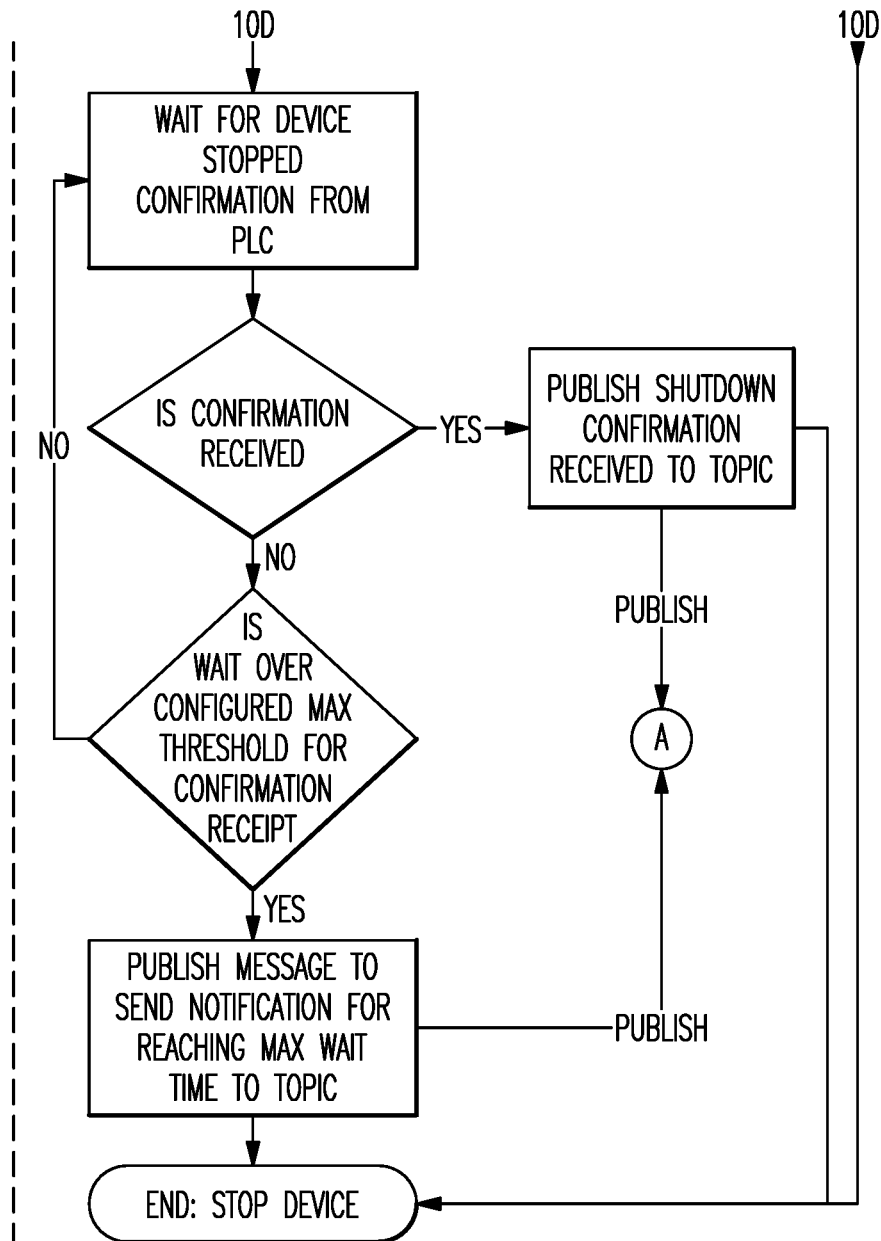 10D
10D
WAIT FOR DEVICE
STOPPED
CONFIRMATION FROM
PLC
IS CONFIRMATION
RECEIVED
YES
PUBLISH SHUTDOWN
CONFIRMATION
RECEIVED TO TOPIC
NO
NO
PUBLISH
IS
WAIT OVER
CONFIGURED MAX
THRESHOLD FOR
CONFIRMATION
RECEIPT
A
YES
PUBLISH MESSAGE TO
SEND NOTIFICATION FOR
REACHING MAX WAIT
TIME TO TOPIC
PUBLISH
END: STOP DEVICE